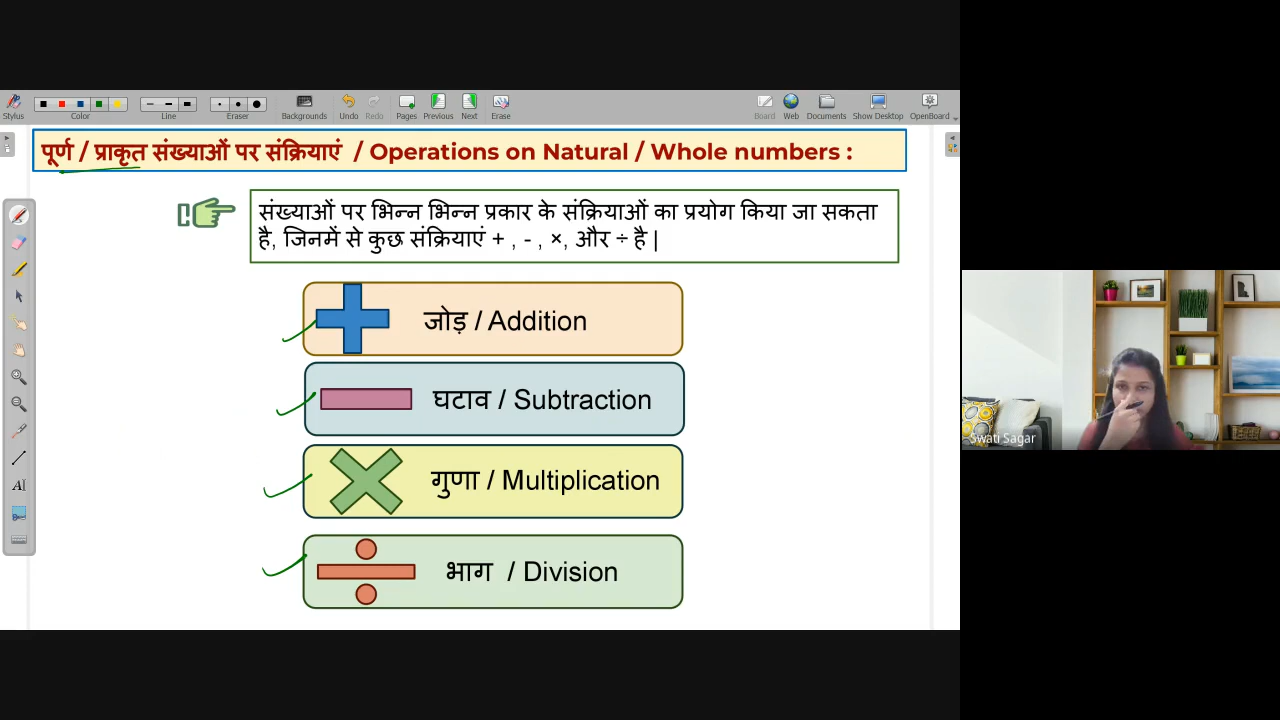 Stylus
Color
Line
Eraser
Backgrounds
Undo
Redo
Pages
Previous
Next
Erase
Board
Web
Documents
Show Desktop
OpenBoard
पूर्ण / प्राकृत संख्याओं पर संक्रियाएं / Operations on Natural / Whole numbers :
संख्याओं पर भिन्न भिन्न प्रकार के संक्रियाओं का प्रयोग किया जा सकता
है, जिनमें से कुछ संक्रियाएं + , - , ×, और ÷ है |
जोड़ / Addition
घटाव / Subtraction
गुणा / Multiplication
भाग / Division
Swati Sagar